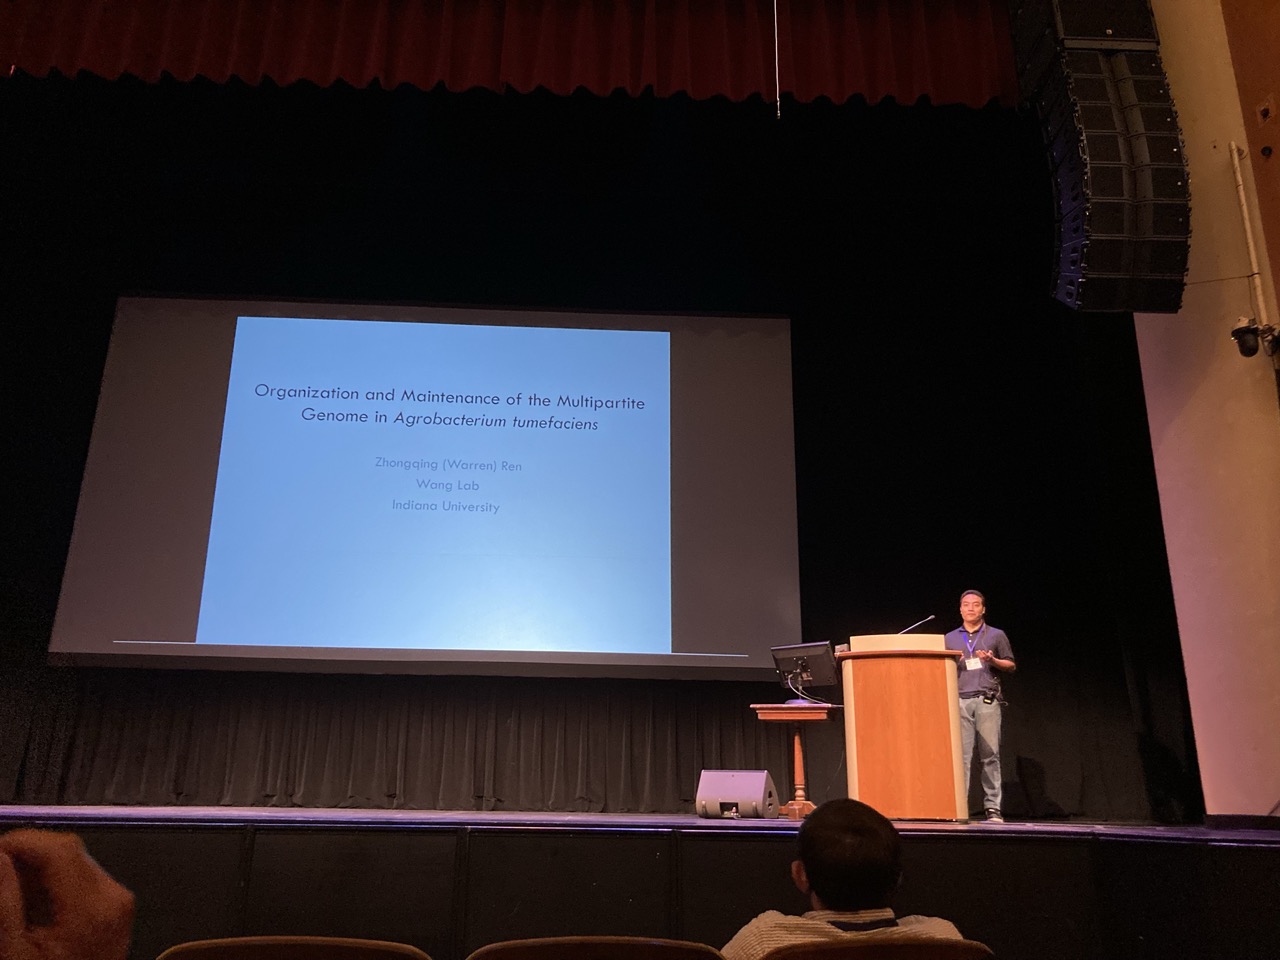 Organization and Maintenance of the Multipartite
Genome in Agrobacterium tumefaciens
Zhongqing (Warren) Ren
Wang Lab
Indiana University